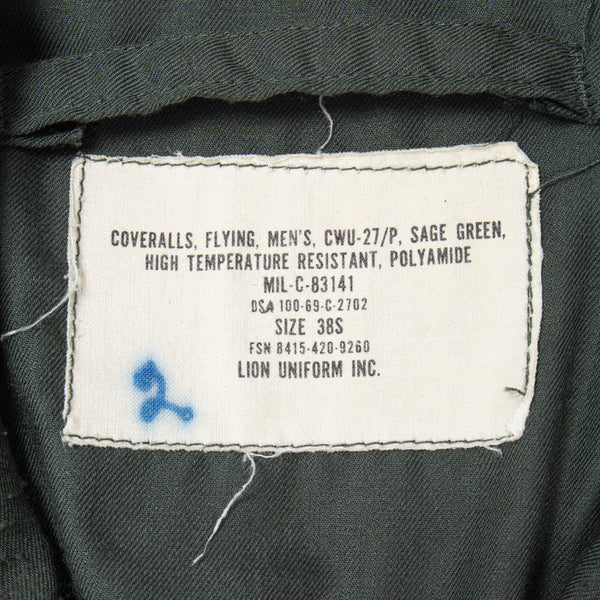 COVERALLS, FLYING, MEN'S, CWU-27/P, SAGE GREEN,
HIGH TEMPERATURE RESISTANT, POLYAMIDE
MIL-C-83141
DSA 100-69-C-2702
SIZE 38S
FSN 8415-420-9260
LION UNIFORM INC.
2